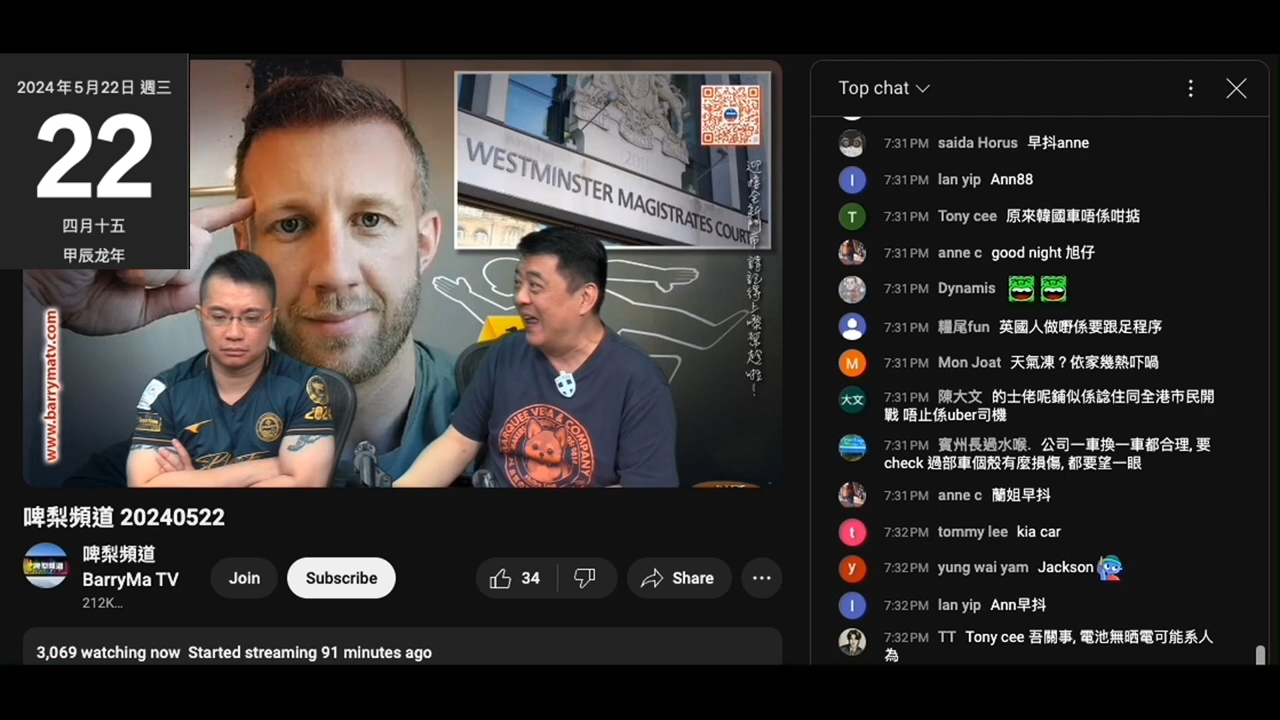 2024年5月22日 週三
22
四月十五
甲辰龙年
WESTMINSTER MAGISTRATES COURT
2011
www.barrymatv.com
啤梨頻道 20240522
啤梨頻道
BarryMa TV
212K...
Join
Subscribe
34
Share
3,069 watching now Started streaming 91 minutes ago
Top chat
7:31 PM saida Horus 早抖anne
7:31 PM Ian yip Ann88
7:31 PM Tony cee 原來韓國車唔係咁掂
7:31 PM anne c good night 旭仔
7:31 PM Dynamis
7:31 PM 糧尾fun 英國人做嘢係要跟足程序
7:31 PM Mon Joat 天氣凍？依家幾熱吓喎
7:31 PM 陳大文 的士佬呢鋪似係諗住同全港市民開
戰 唔止係uber司機
7:31 PM 賓州長過水喉. 公司一車換一車都合理, 要
check 過部車個殼有麼損傷, 都要望一眼
7:31 PM anne c 蘭姐早抖
7:32 PM tommy lee kia car
7:32 PM yung wai yam Jackson
7:32 PM Ian yip Ann早抖
7:32 PM TT Tony cee 吾關事, 電池無晒電可能系人
為